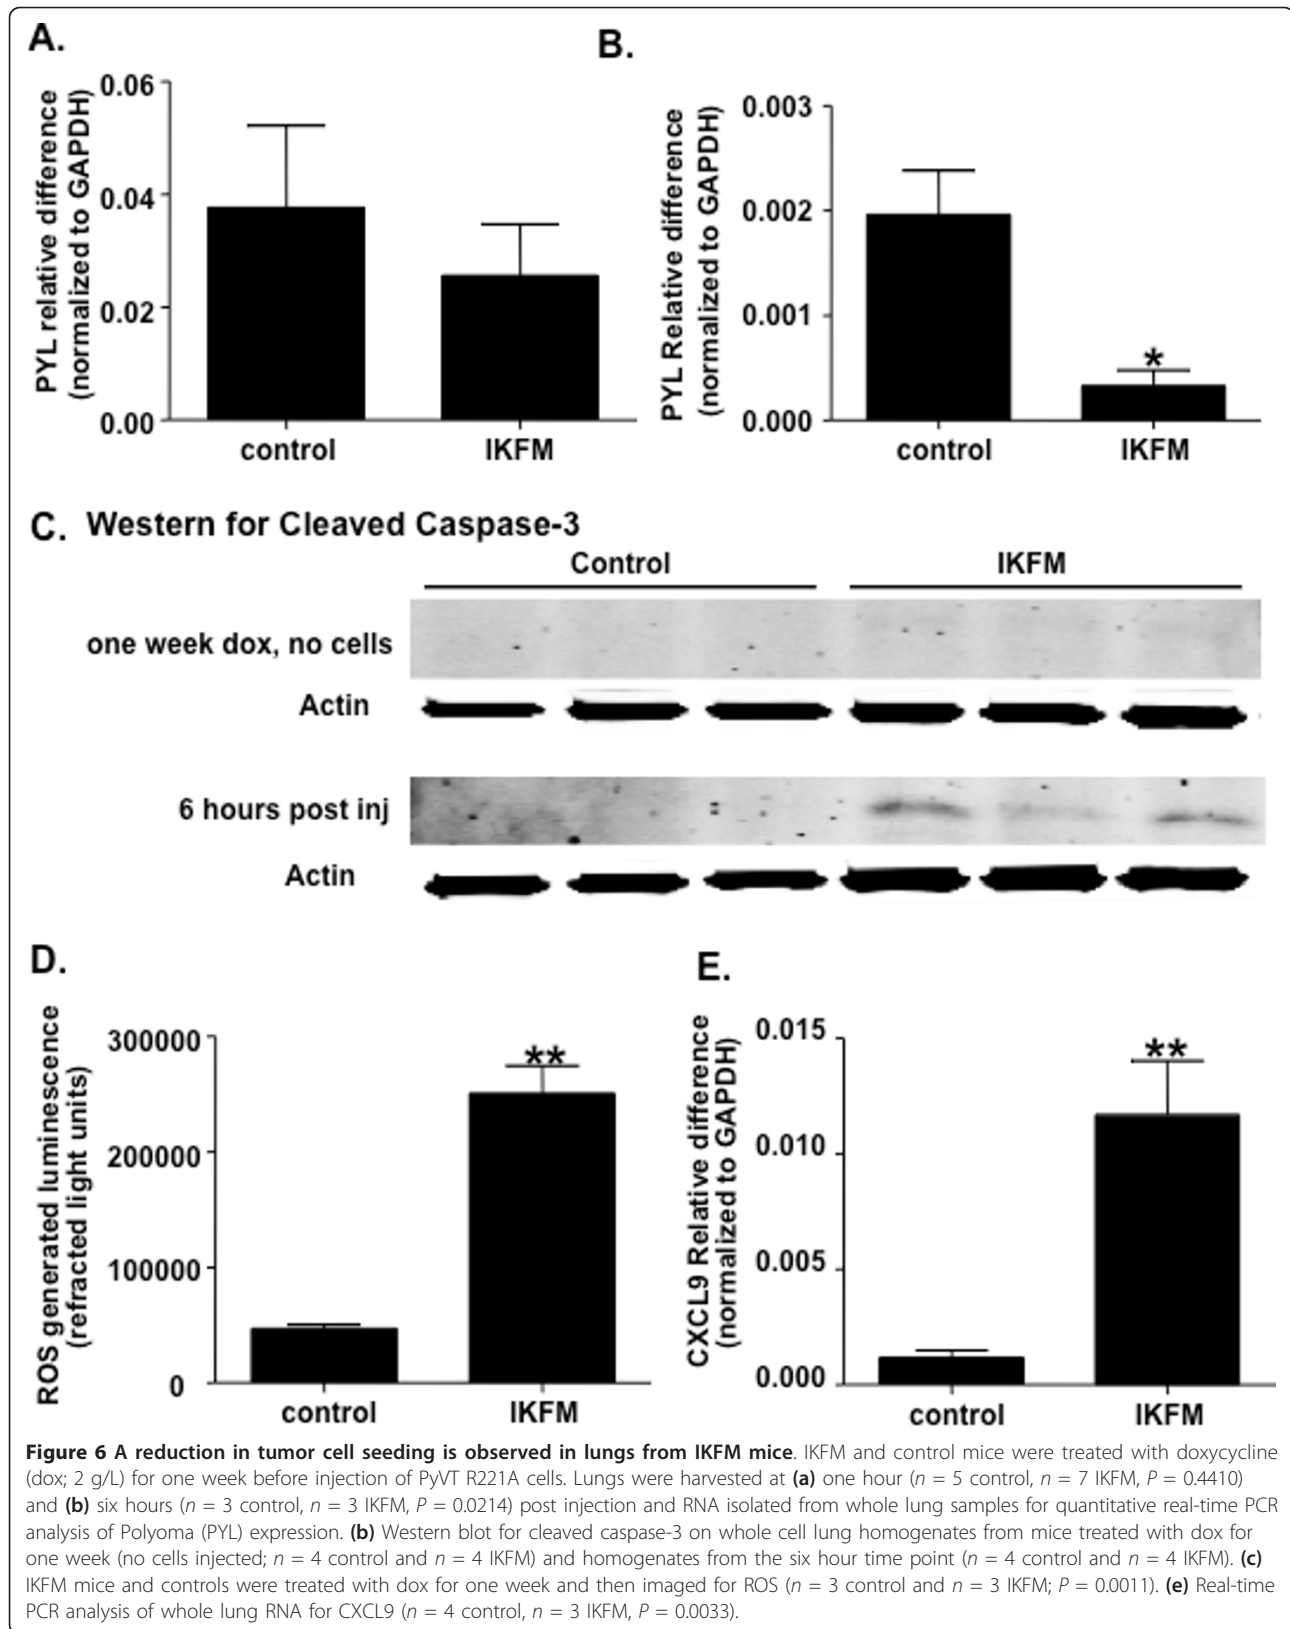 A.
PYL relative difference
(normalized to GAPDH)
0.06
0.04
0.02
0.00
control
IKFM
B.
PYL Relative difference
(normalized to GAPDH)
0.003
0.002
0.001
0.000
*
control
IKFM
C. Western for Cleaved Caspase-3
Control
IKFM
one week dox, no cells
Actin
6 hours post inj
Actin
D.
ROS generated luminescence
(refracted light units)
300000
200000
100000
0
**
control
IKFM
E.
CXCL9 Relative difference
(normalized to GAPDH)
0.015
0.010
0.005
0.000
**
control
IKFM
Figure 6 A reduction in tumor cell seeding is observed in lungs from IKFM mice. IKFM and control mice were treated with doxycycline
(dox; 2 g/L) for one week before injection of PyVT R221A cells. Lungs were harvested at (a) one hour (n = 5 control, n = 7 IKFM, P = 0.4410)
and (b) six hours (n = 3 control, n = 3 IKFM, P = 0.0214) post injection and RNA isolated from whole lung samples for quantitative real-time PCR
analysis of Polyoma (PYL) expression. (b) Western blot for cleaved caspase-3 on whole cell lung homogenates from mice treated with dox for
one week (no cells injected; n = 4 control and n = 4 IKFM) and homogenates from the six hour time point (n = 4 control and n = 4 IKFM). (c)
IKFM mice and controls were treated with dox for one week and then imaged for ROS (n = 3 control and n = 3 IKFM; P = 0.0011). (e) Real-time
PCR analysis of whole lung RNA for CXCL9 (n = 4 control, n = 3 IKFM, P = 0.0033).